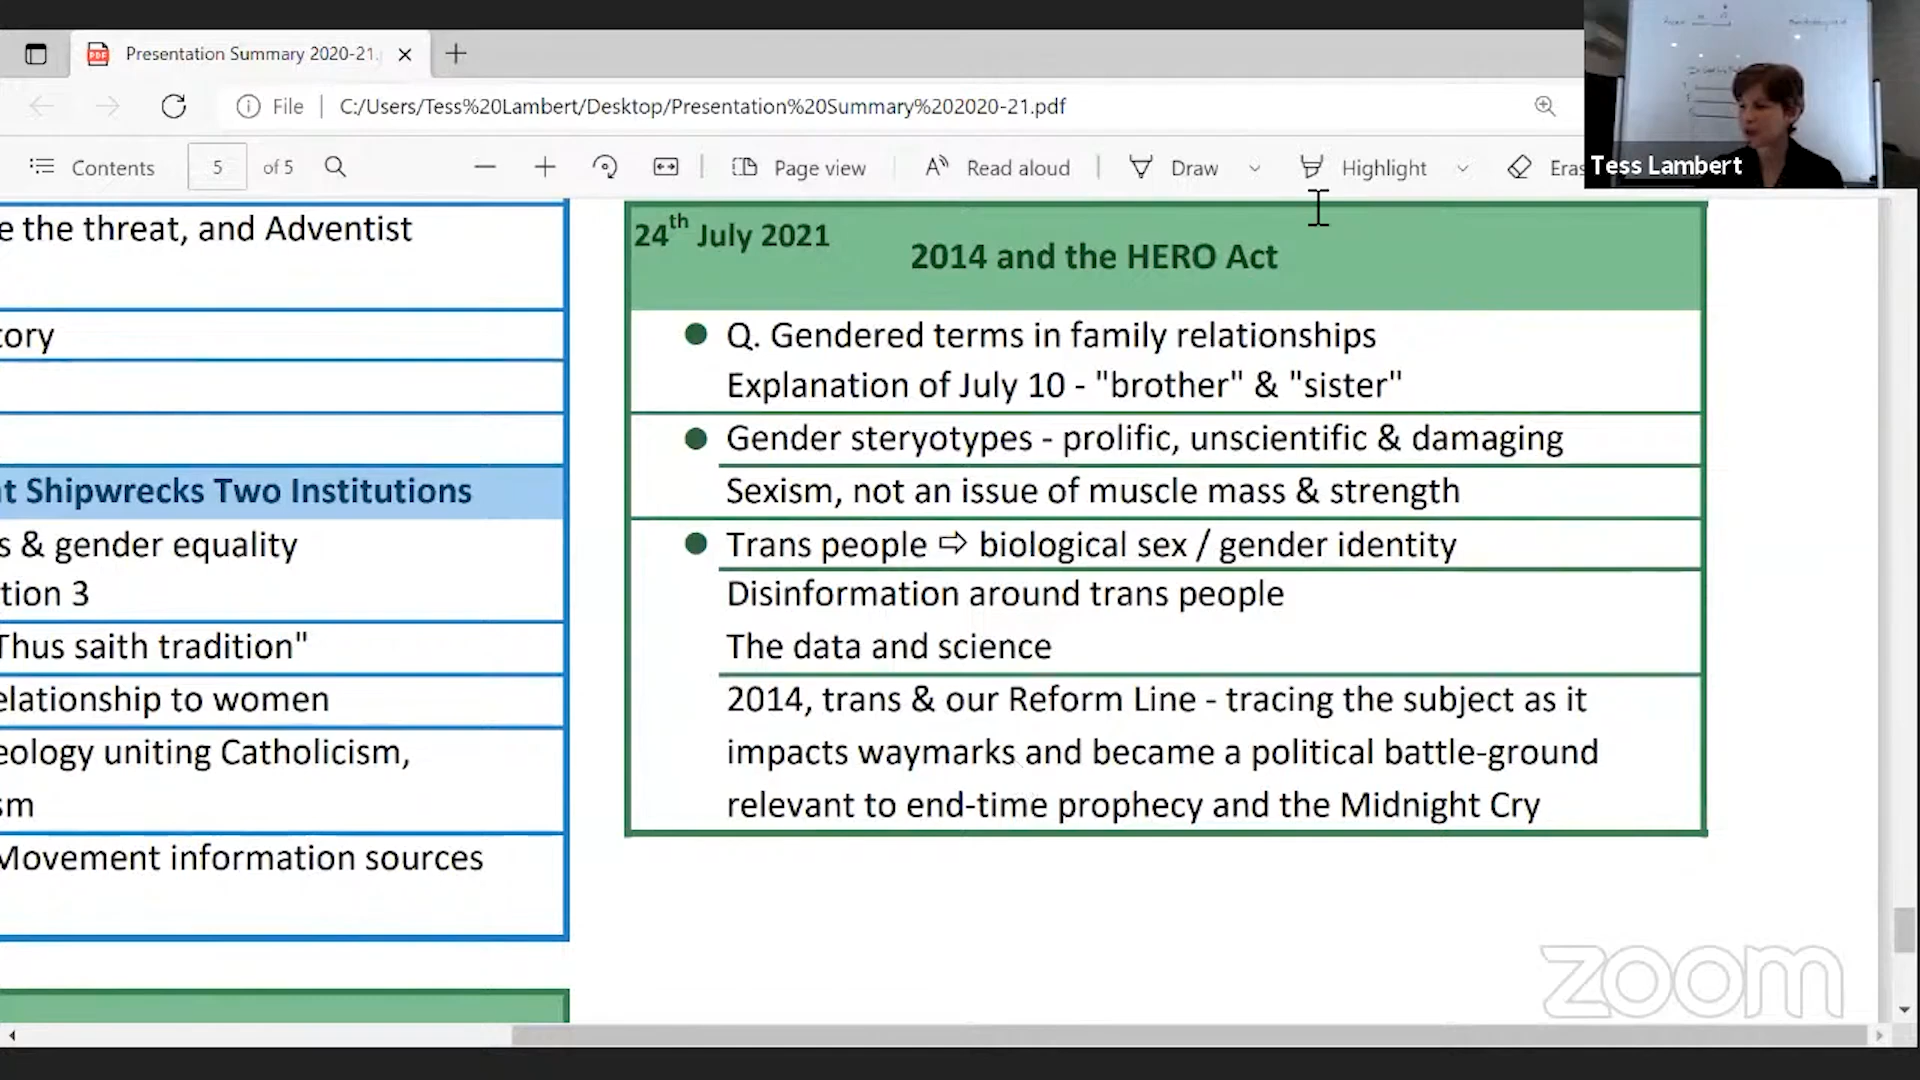 Presentation Summary 2020-21.
File
C:/Users/Tess%20Lambert/Desktop/Presentation%20Summary%202020-21.pdf
Contents
5
of 5
Page view
Read aloud
Draw
Highlight
Eras
Tess Lambert
e the threat, and Adventist
tory
t Shipwrecks Two Institutions
s & gender equality
tion 3
Thus saith tradition"
elationship to women
eology uniting Catholicism,
sm
Movement information sources
24th July 2021
2014 and the HERO Act
Q. Gendered terms in family relationships
Explanation of July 10 - "brother" & "sister"
Gender steryotypes - prolific, unscientific & damaging
Sexism, not an issue of muscle mass & strength
Trans people ⇨ biological sex / gender identity
Disinformation around trans people
The data and science
2014, trans & our Reform Line - tracing the subject as it
impacts waymarks and became a political battle-ground
relevant to end-time prophecy and the Midnight Cry
zoom